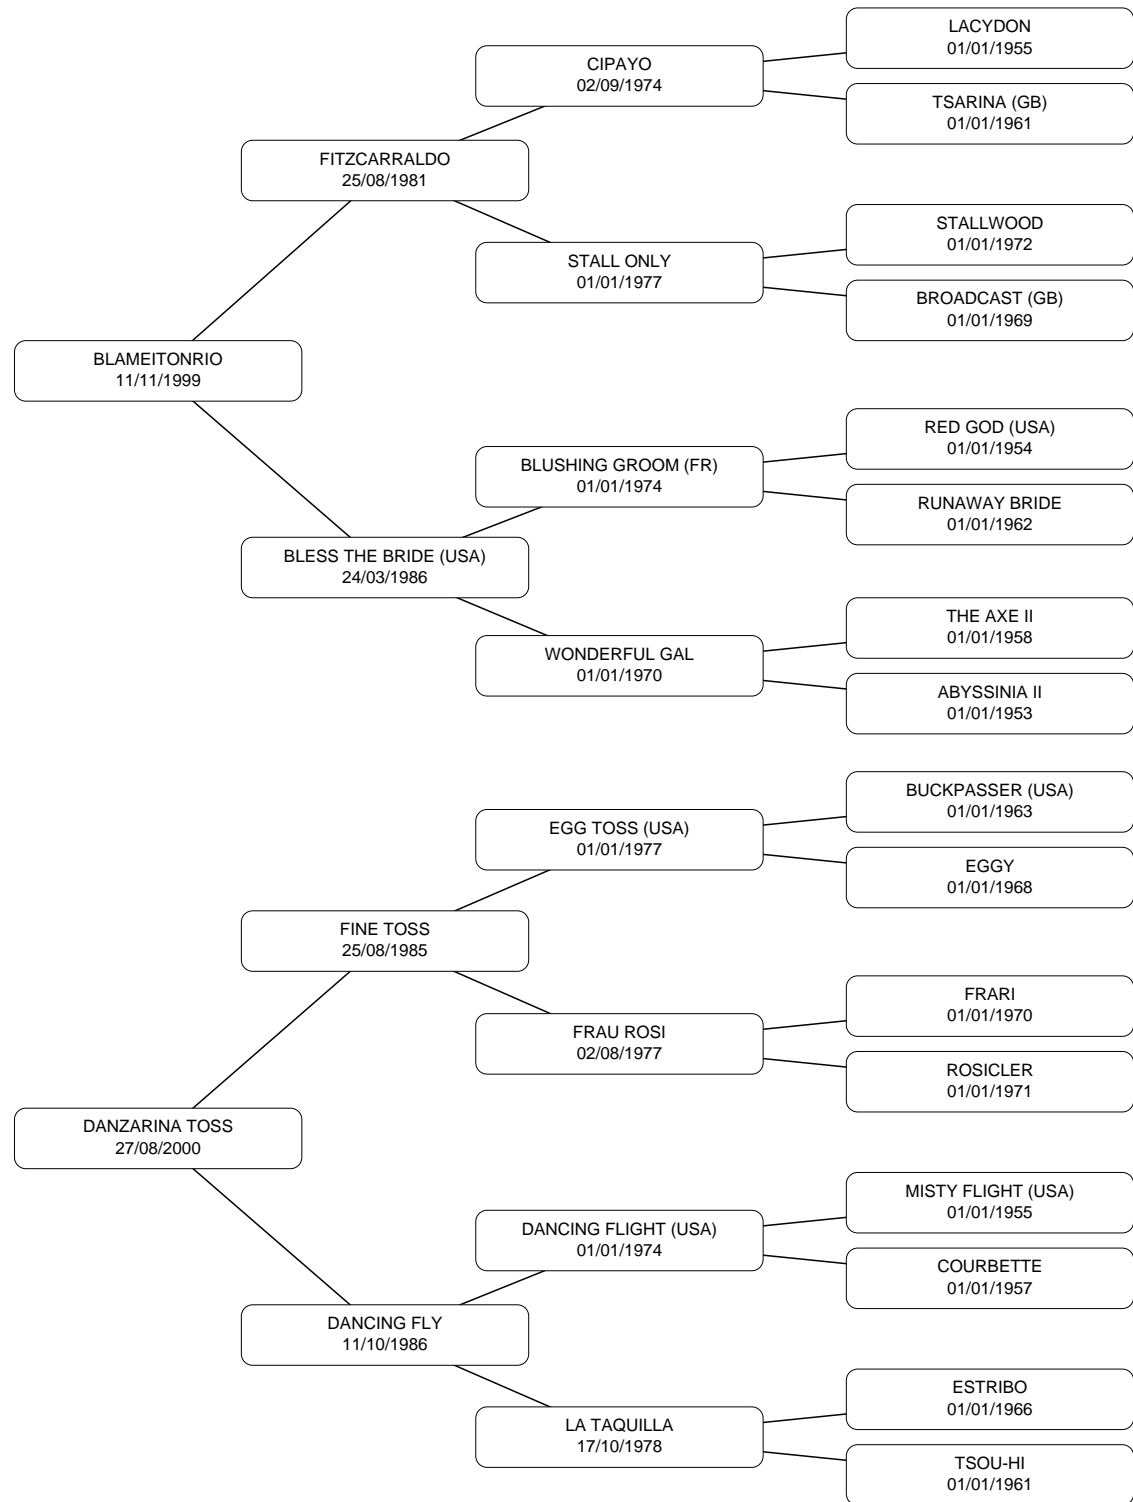 LACYDON
01/01/1955
CIPAYO
02/09/1974
TSARINA (GB)
01/01/1961
FITZCARRALDO
25/08/1981
STALLWOOD
01/01/1972
STALL ONLY
01/01/1977
BROADCAST (GB)
01/01/1969
BLAMEITONRIO
11/11/1999
RED GOD (USA)
01/01/1954
BLUSHING GROOM (FR)
01/01/1974
RUNAWAY BRIDE
01/01/1962
BLESS THE BRIDE (USA)
24/03/1986
THE AXE II
01/01/1958
WONDERFUL GAL
01/01/1970
ABYSSINIA II
01/01/1953
BUCKPASSER (USA)
01/01/1963
EGG TOSS (USA)
01/01/1977
EGGY
01/01/1968
FINE TOSS
25/08/1985
FRARI
01/01/1970
FRAU ROSI
02/08/1977
ROSICLER
01/01/1971
DANZARINA TOSS
27/08/2000
MISTY FLIGHT (USA)
01/01/1955
DANCING FLIGHT (USA)
01/01/1974
COURBETTE
01/01/1957
DANCING FLY
11/10/1986
ESTRIBO
01/01/1966
LA TAQUILLA
17/10/1978
TSOU-HI
01/01/1961